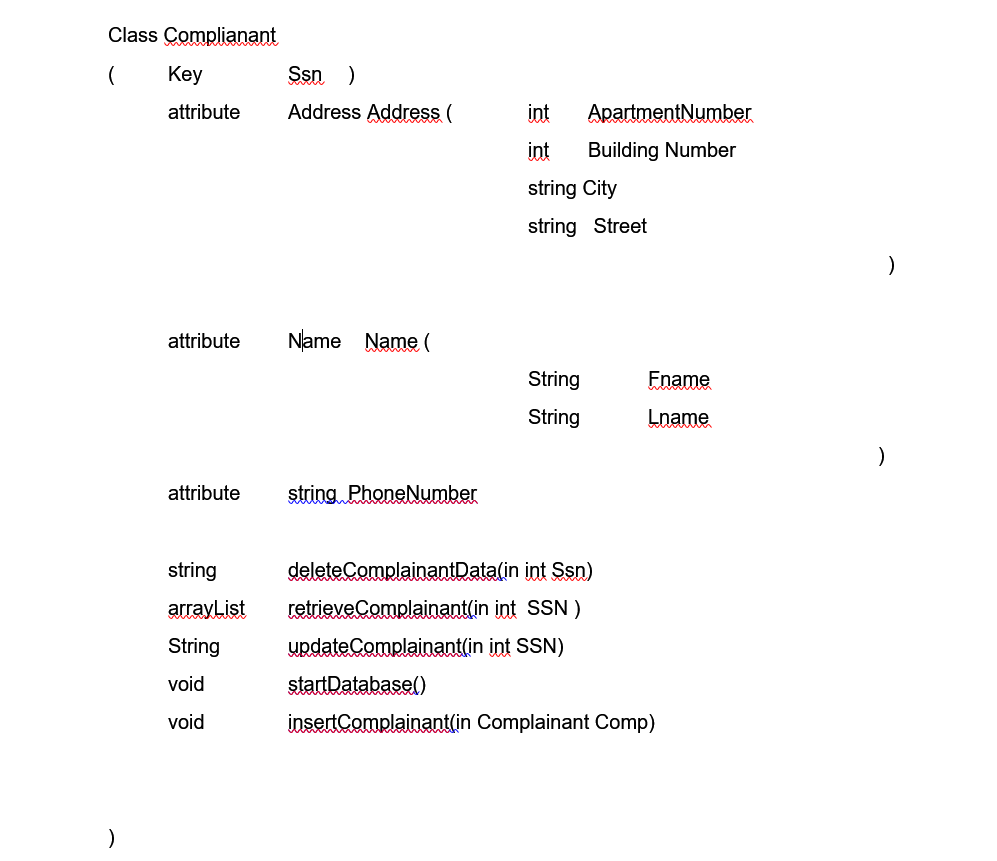 Class Complianant
( Key Ssn )
attribute Address Address ( int ApartmentNumber
int Building Number
string City
string Street
)
attribute Name Name (
String Fname
String Lname
)
attribute string PhoneNumber
string deleteComplainantData(in int Ssn)
arrayList retrieveComplainant(in int SSN )
String updateComplainant(in int SSN)
void startDatabase()
void insertComplainant(in Complainant Comp)
)